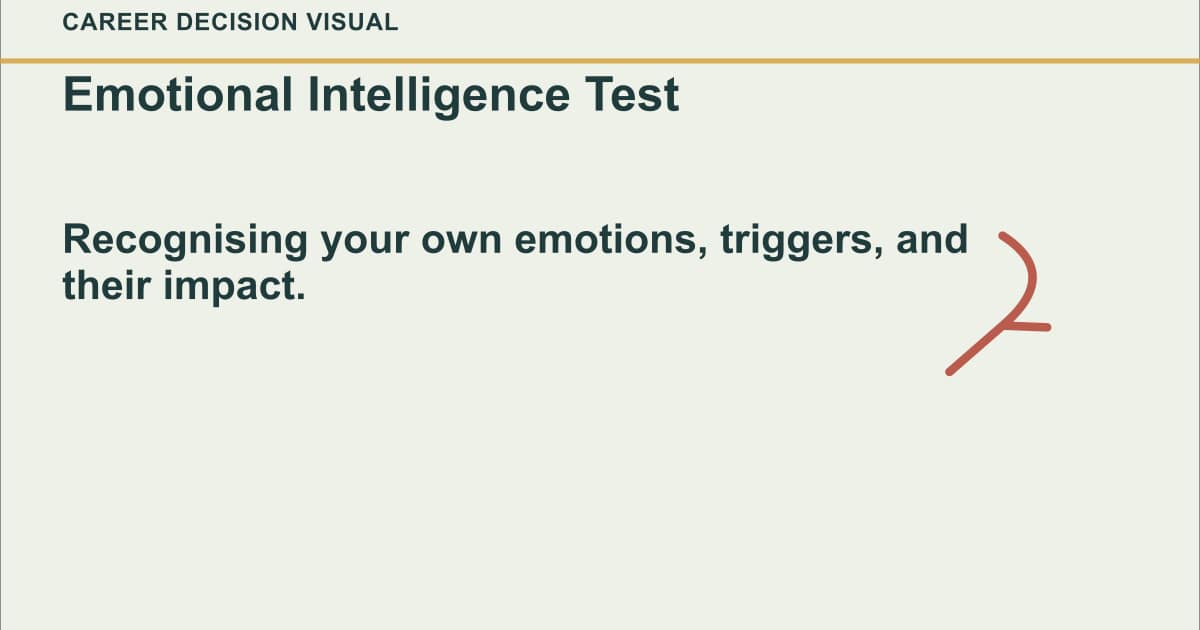 CAREER DECISION VISUAL
Emotional Intelligence Test
Recognising your own emotions, triggers, and
their impact.